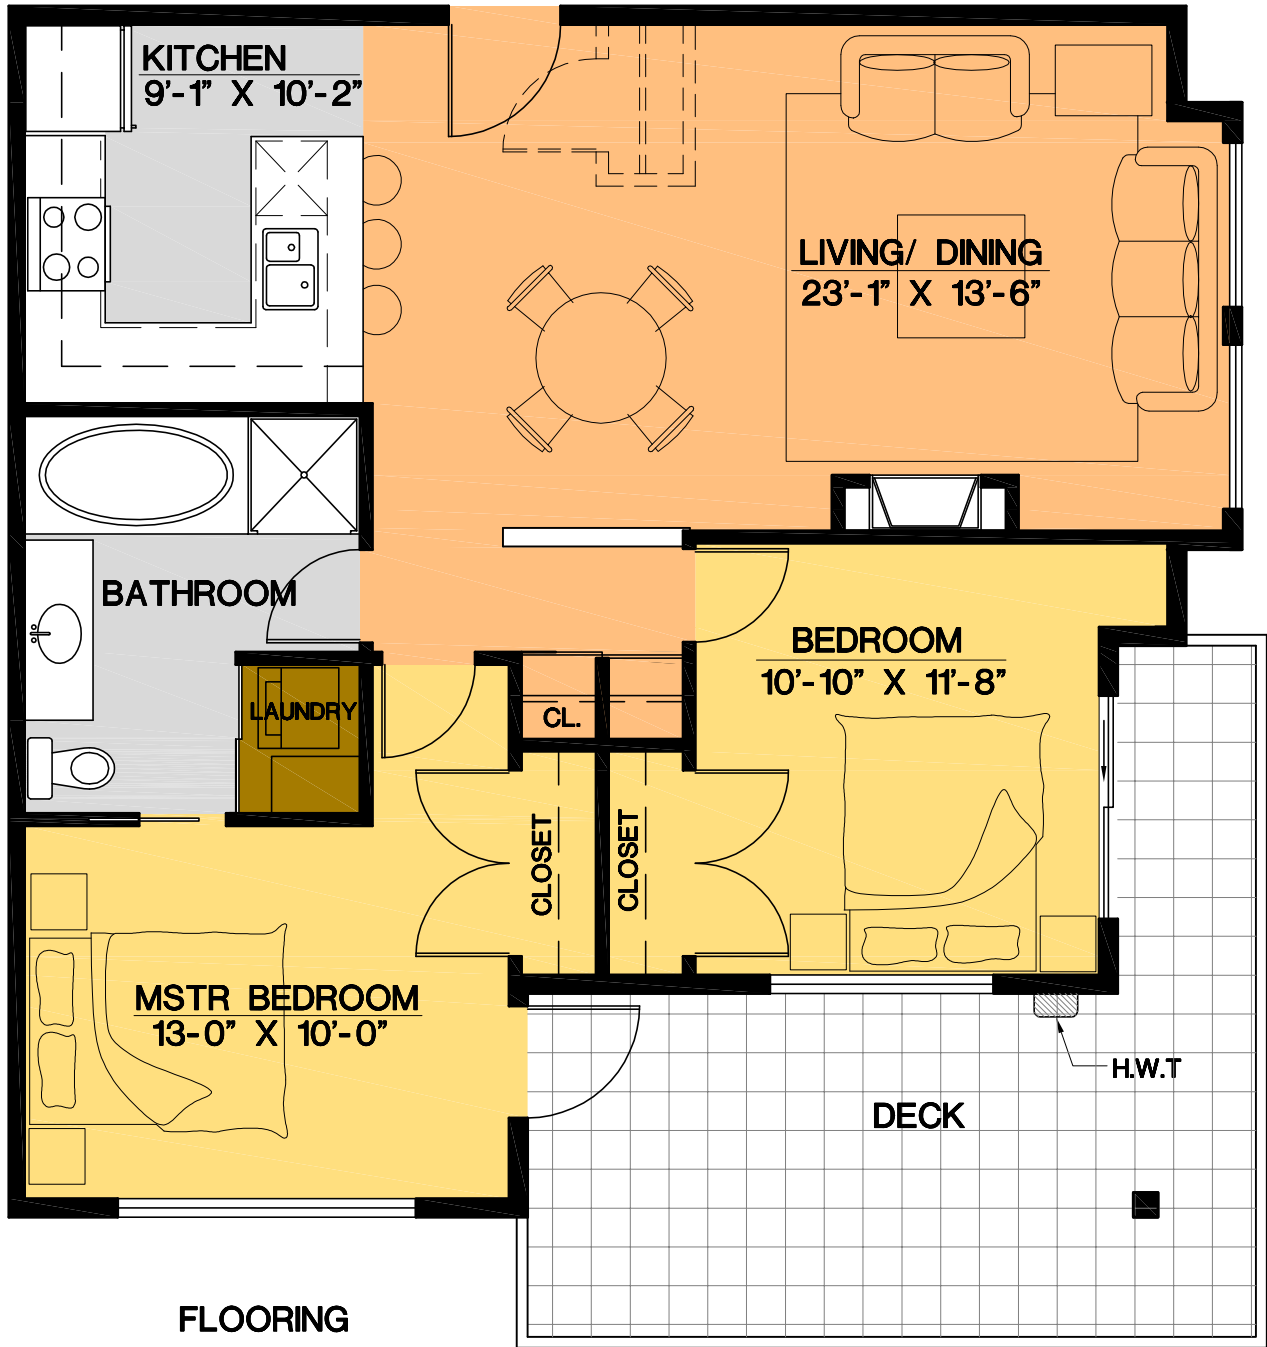 KITCHEN
9'-1" X 10'-2"
LIVING/ DINING
23'-1" X 13'-6"
BATHROOM
BEDROOM
10'-10" X 11'-8"
LAUNDRY
CL.
CLOSET
CLOSET
MSTR BEDROOM
13-0" X 10'-0"
H.W.T
DECK
FLOORING